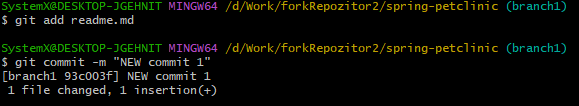 SystemX@DESKTOP-JGEHNIT MINGW64 /d/Work/forkRepozitor2/spring-petclinic (branch1)
$ git add readme.md
SystemX@DESKTOP-JGEHNIT MINGW64 /d/Work/forkRepozitor2/spring-petclinic (branch1)
$ git commit -m "NEW commit 1"
[branch1 93c003f] NEW commit 1
 1 file changed, 1 insertion(+)